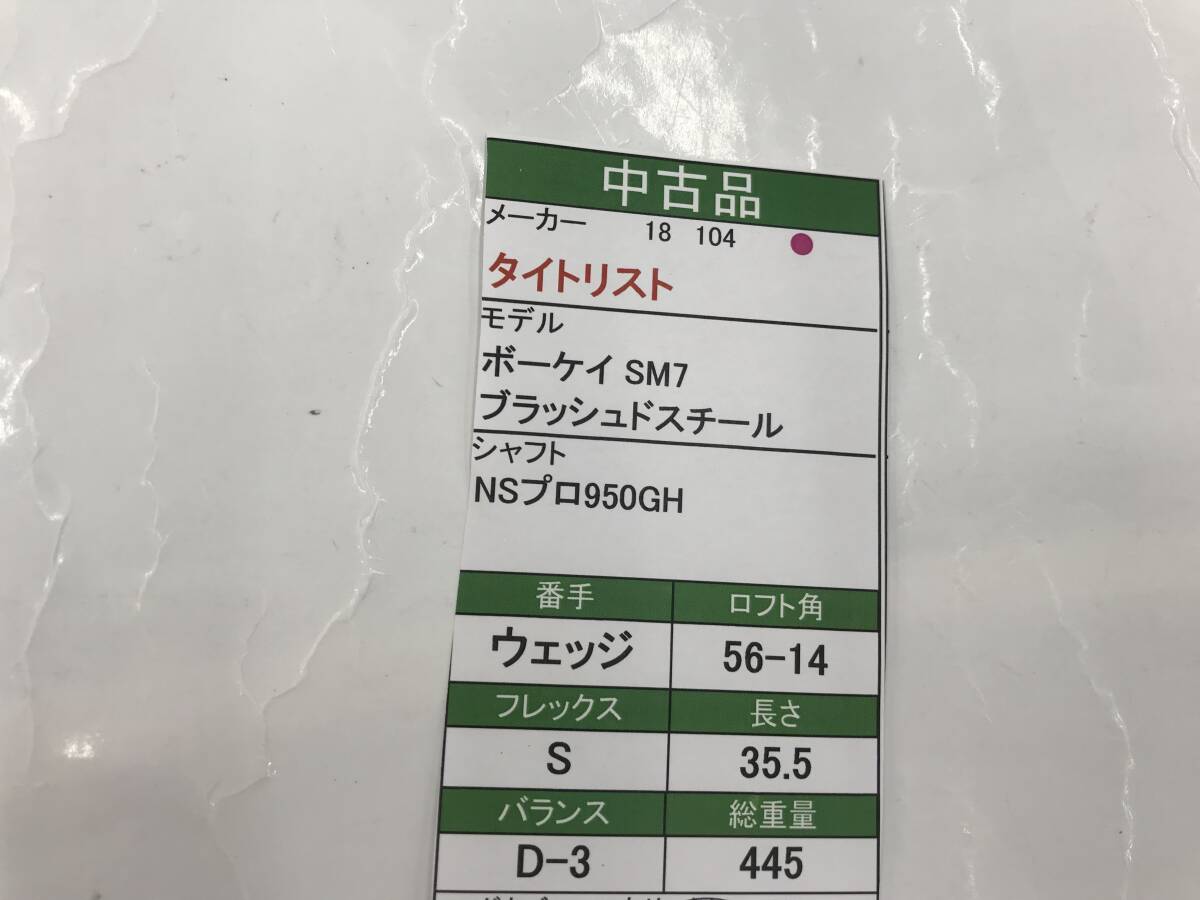 中古品
メーカー 18 104
タイトリスト
モデル
ボーケイ SM7
ブラッシュドスチール
シャフト
NSプロ950GH
番手 ロフト角
ウェッジ 56-14
フレックス 長さ
S 35.5
バランス 総重量
D-3 445